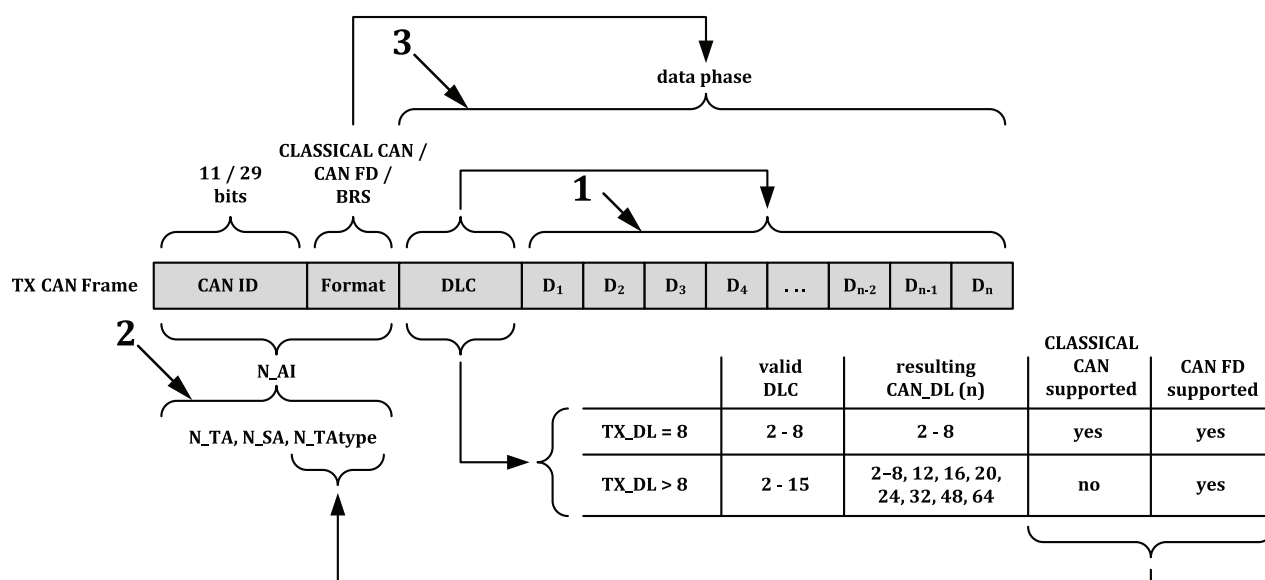 3
data phase
CLASSICAL CAN /
CAN FD /
BRS
11 / 29
bits
1
TX CAN Frame CAN ID Format DLC D1 D2 D3 D4 ... Dn-2 Dn-1 Dn
2
N_AI
N_TA, N_SA, N_TAtype
valid
DLC
resulting
CAN_DL (n)
CLASSICAL
CAN
supported
CAN FD
supported
TX_DL = 8 2 - 8 2 - 8 yes yes
TX_DL > 8 2 - 15 2–8, 12, 16, 20,
24, 32, 48, 64 no yes